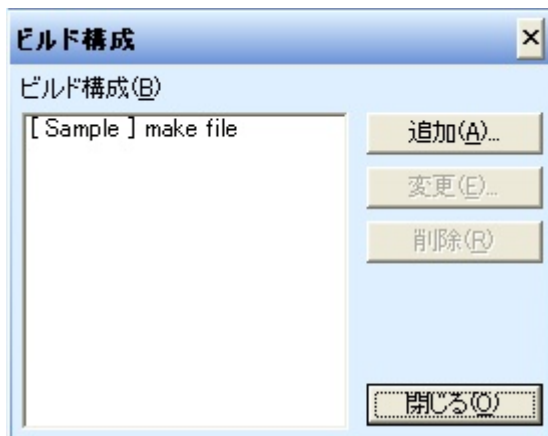 ビルド構成
ビルド構成(B)
[ Sample ] make file
追加(A)...
変更(E)...
削除(R)
閉じる(O)